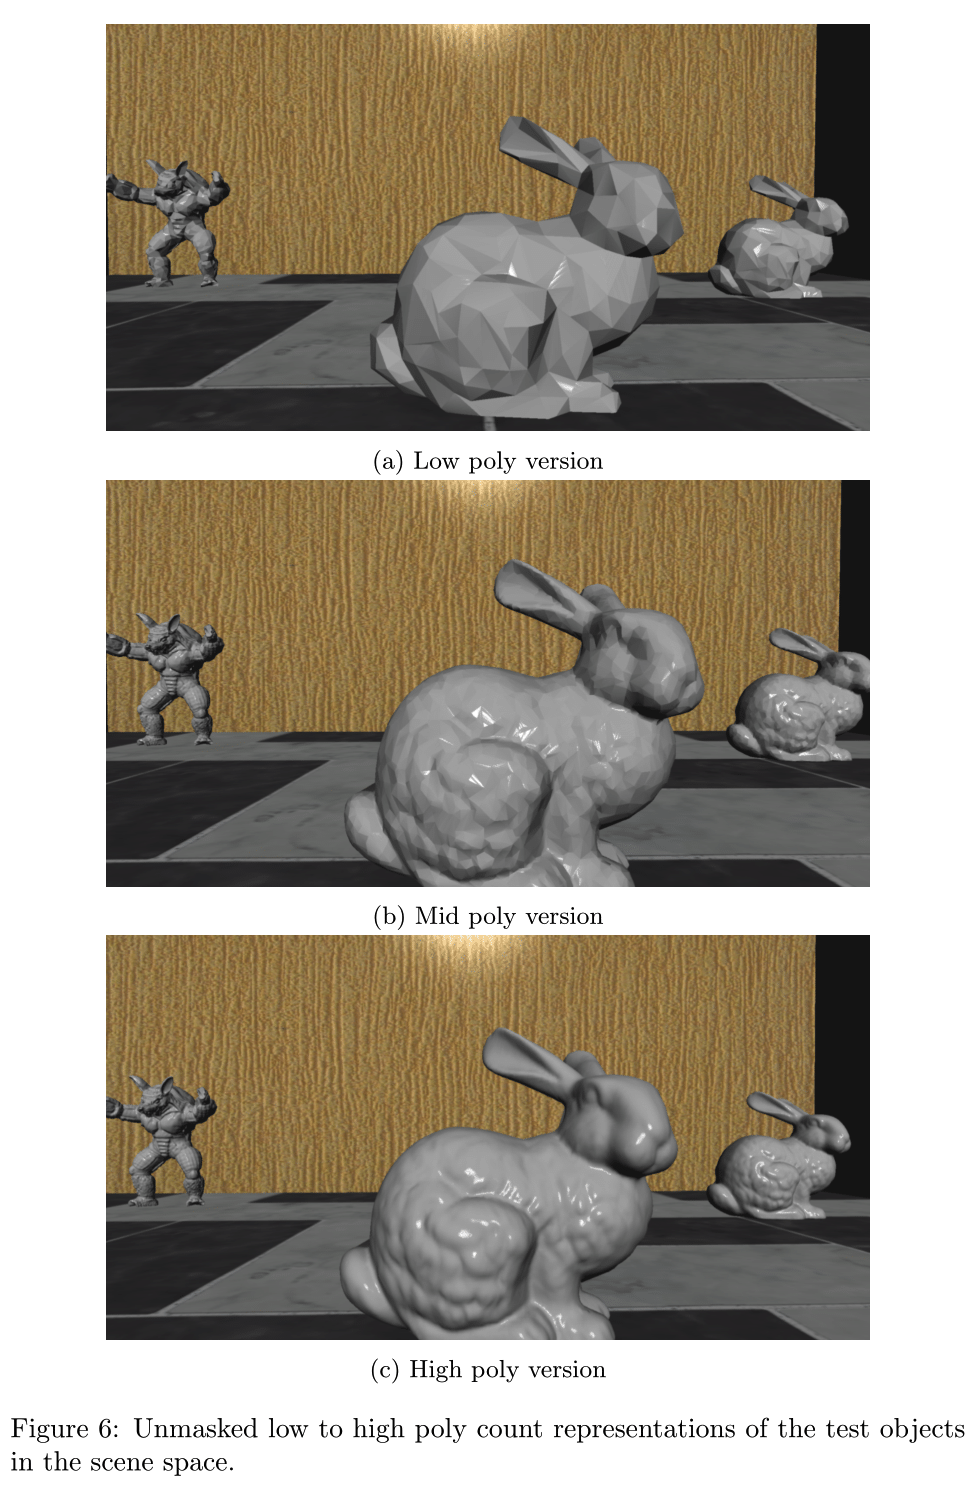 (a) Low poly version
(b) Mid poly version
(c) High poly version
Figure 6: Unmasked low to high poly count representations of the test objects
in the scene space.